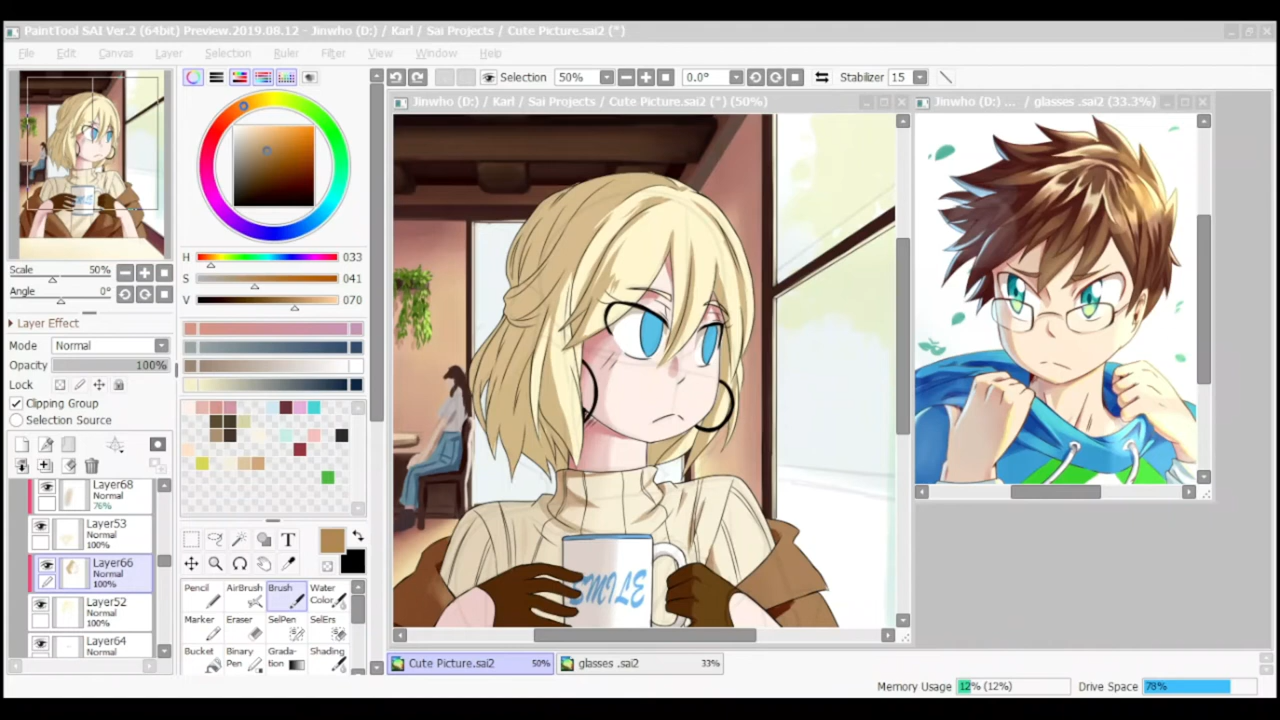 PaintTool SAI Ver.2 (64bit) Preview.2019.08.12 - Jinwho (D:) / Karl / Sai Projects / Cute Picture.sai2 (*)
File Edit Canvas Layer Selection Ruler Filter View Window Help
Selection 50% 0.0° Stabilizer 15
Jinwho (D:) / Karl / Sai Projects / Cute Picture.sai2 (*) (50%)
Jinwho (D:) ... / glasses .sai2 (33.3%)
Scale 50%
Angle 0°
Layer Effect
Mode Normal
Opacity 100%
Lock
Clipping Group
Selection Source
Layer68
Normal
76%
Layer53
Normal
100%
Layer66
Normal
100%
Layer52
Normal
100%
Layer64
Normal
H 033
S 041
V 070
T
Pencil AirBrush Brush Water Color
Marker Eraser SelPen SelErs
Bucket Binary Pen Grada-tion Shading
SMILE
Cute Picture.sai2 50% glasses .sai2 33%
Memory Usage 12% (12%) Drive Space 78%